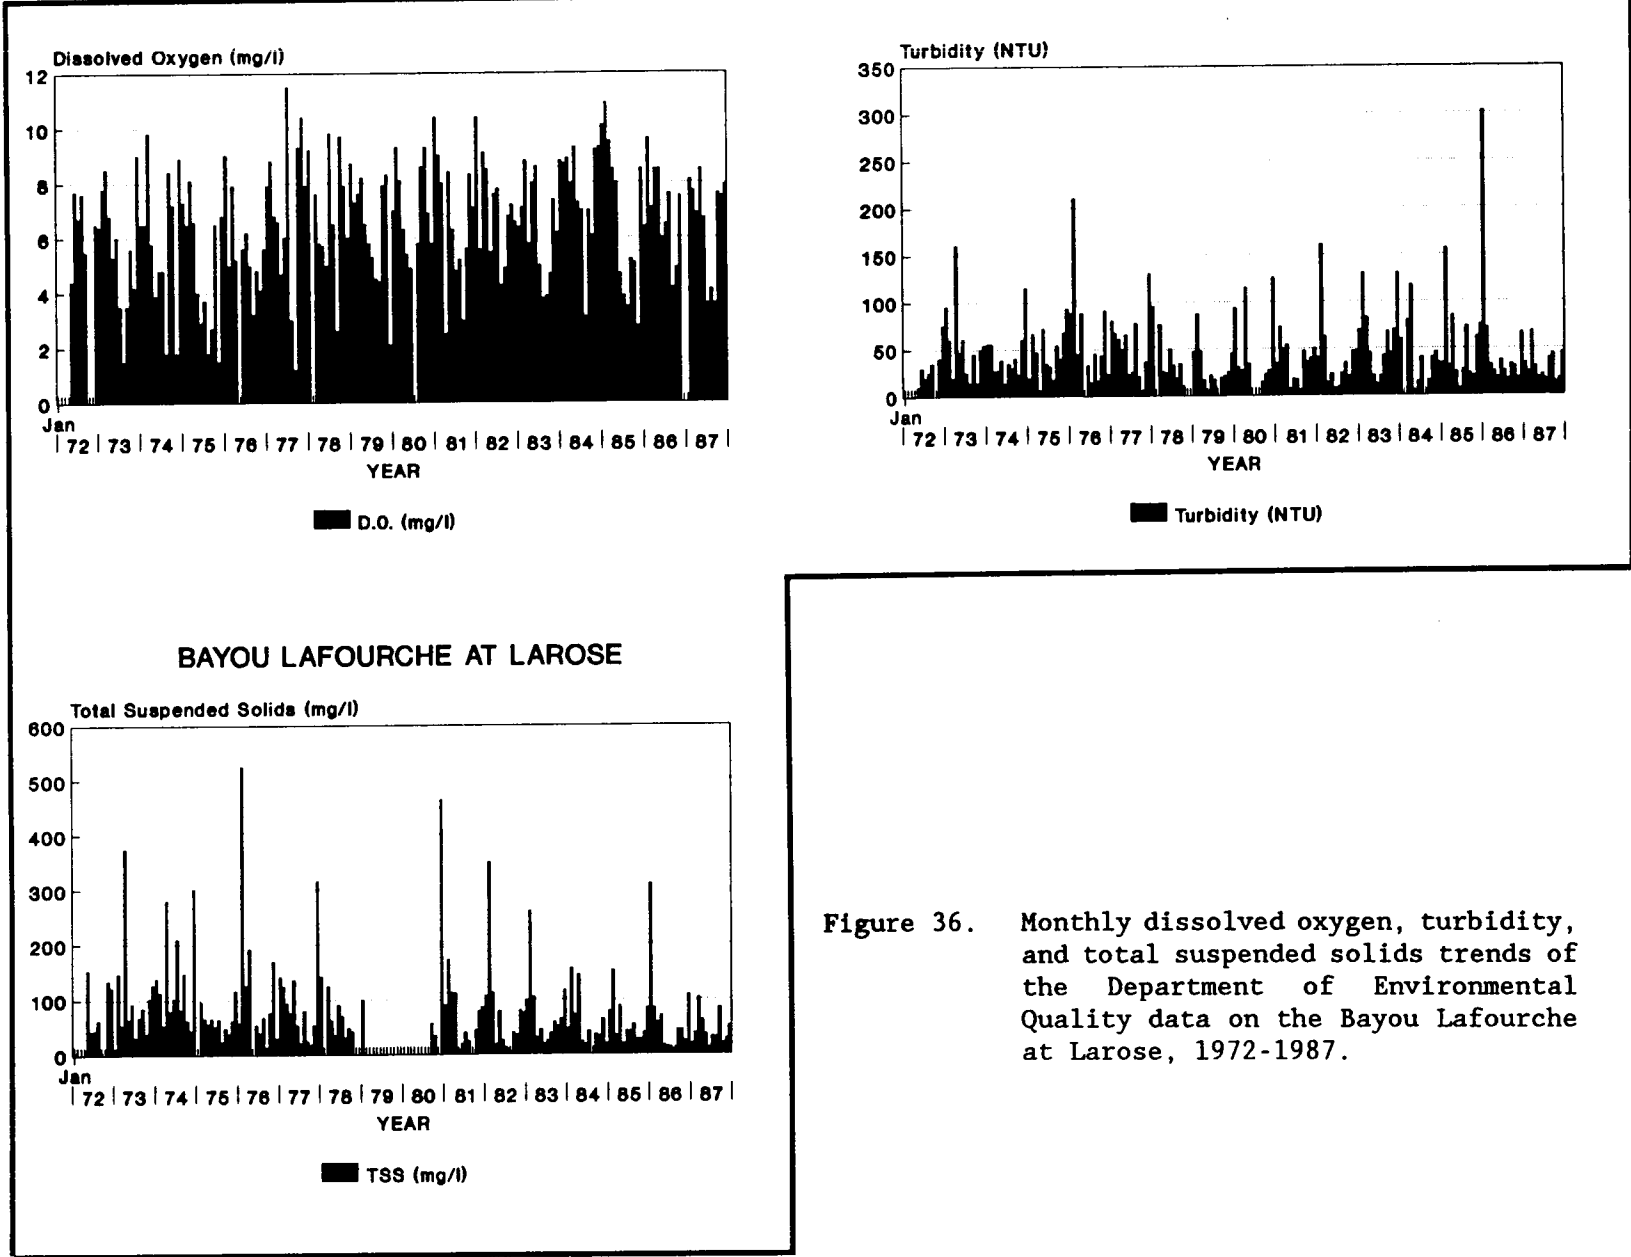 Dissolved Oxygen (mg/l)
12
10
8
6
4
2
0
Jan
72 73 74 75 76 77 78 79 80 81 82 83 84 85 86 87
YEAR
D.O. (mg/l)
Turbidity (NTU)
350
300
250
200
150
100
50
0
Jan
72 73 74 75 76 77 78 79 80 81 82 83 84 85 86 87
YEAR
Turbidity (NTU)
BAYOU LAFOURCHE AT LAROSE
Total Suspended Solids (mg/l)
600
500
400
300
200
100
0
Jan
72 73 74 75 76 77 78 79 80 81 82 83 84 85 86 87
YEAR
TSS (mg/l)
Figure 36. Monthly dissolved oxygen, turbidity,
and total suspended solids trends of
the Department of Environmental
Quality data on the Bayou Lafourche
at Larose, 1972-1987.